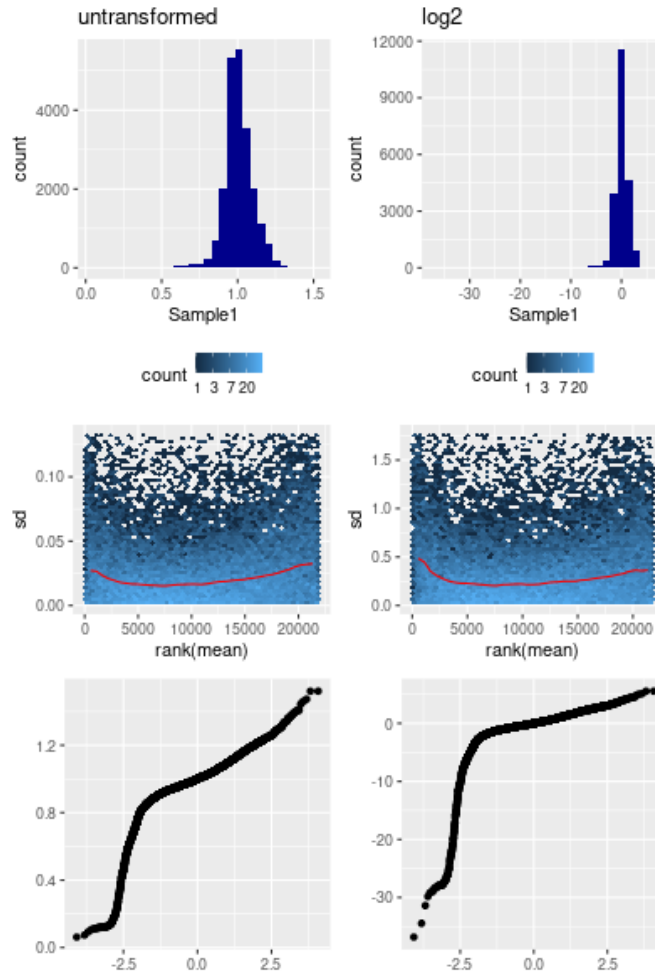 untransformed
log2
count
4000
2000
0
0.0 0.5 1.0 1.5
Sample1
count
12000
9000
6000
3000
0
-30 -20 -10 0
Sample1
count
1 3 7 20
count
1 3 7 20
sd
0.10
0.05
0.00
0 5000 10000 15000 20000
rank(mean)
sd
1.5
1.0
0.5
0.0
0 5000 10000 15000 20000
rank(mean)
1.2
0.8
0.4
0.0
-2.5 0.0 2.5
0
-10
-20
-30
-2.5 0.0 2.5